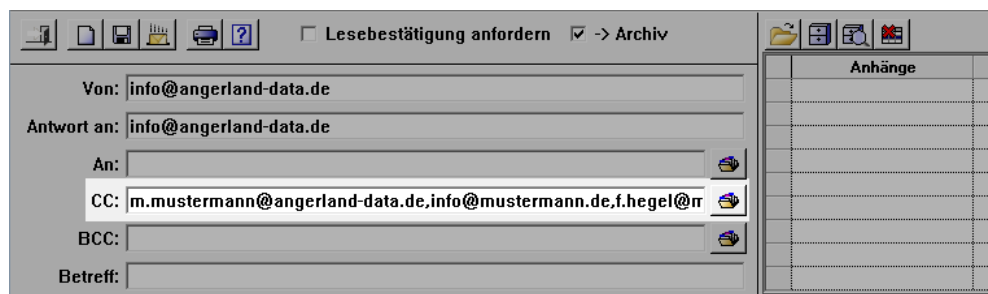 Lesebestätigung anfordern -> Archiv
Anhänge
Von: info@angerland-data.de
Antwort an: info@angerland-data.de
An:
CC: m.mustermann@angerland-data.de,info@mustermann.de,f.hegel@
BCC:
Betreff: